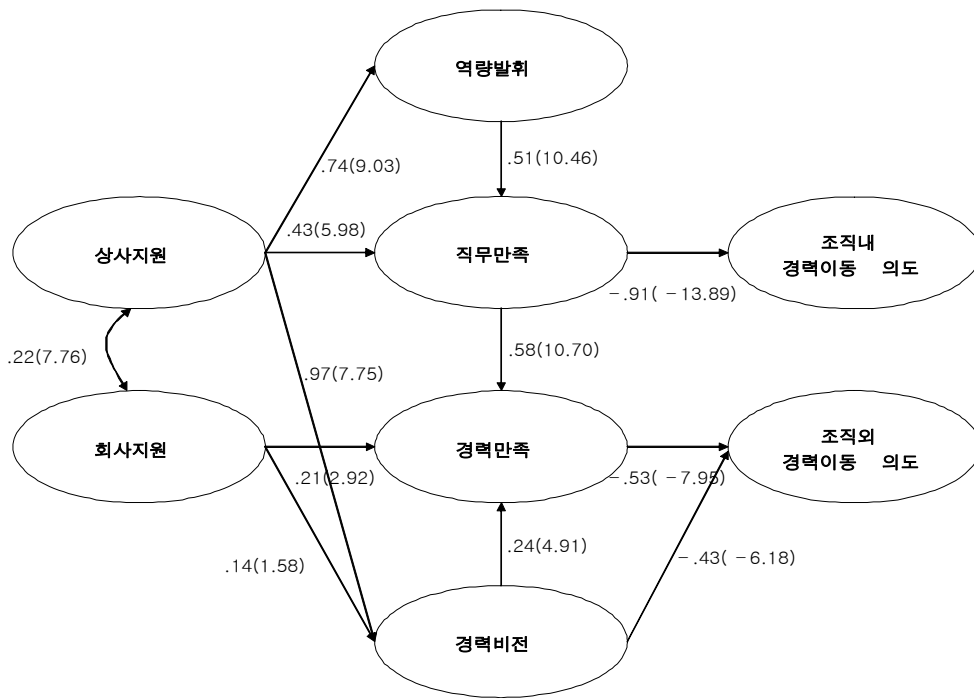 역량발휘
.74(9.03)
.51(10.46)
상사지원
.43(5.98)
직무만족
-.91( -13.89)
조직내
경력이동 의도
.22(7.76)
.97(7.75)
.58(10.70)
회사지원
.21(2.92)
경력만족
-.53( -7.95)
조직외
경력이동 의도
.14(1.58)
.24(4.91)
-.43( -6.18)
경력비전